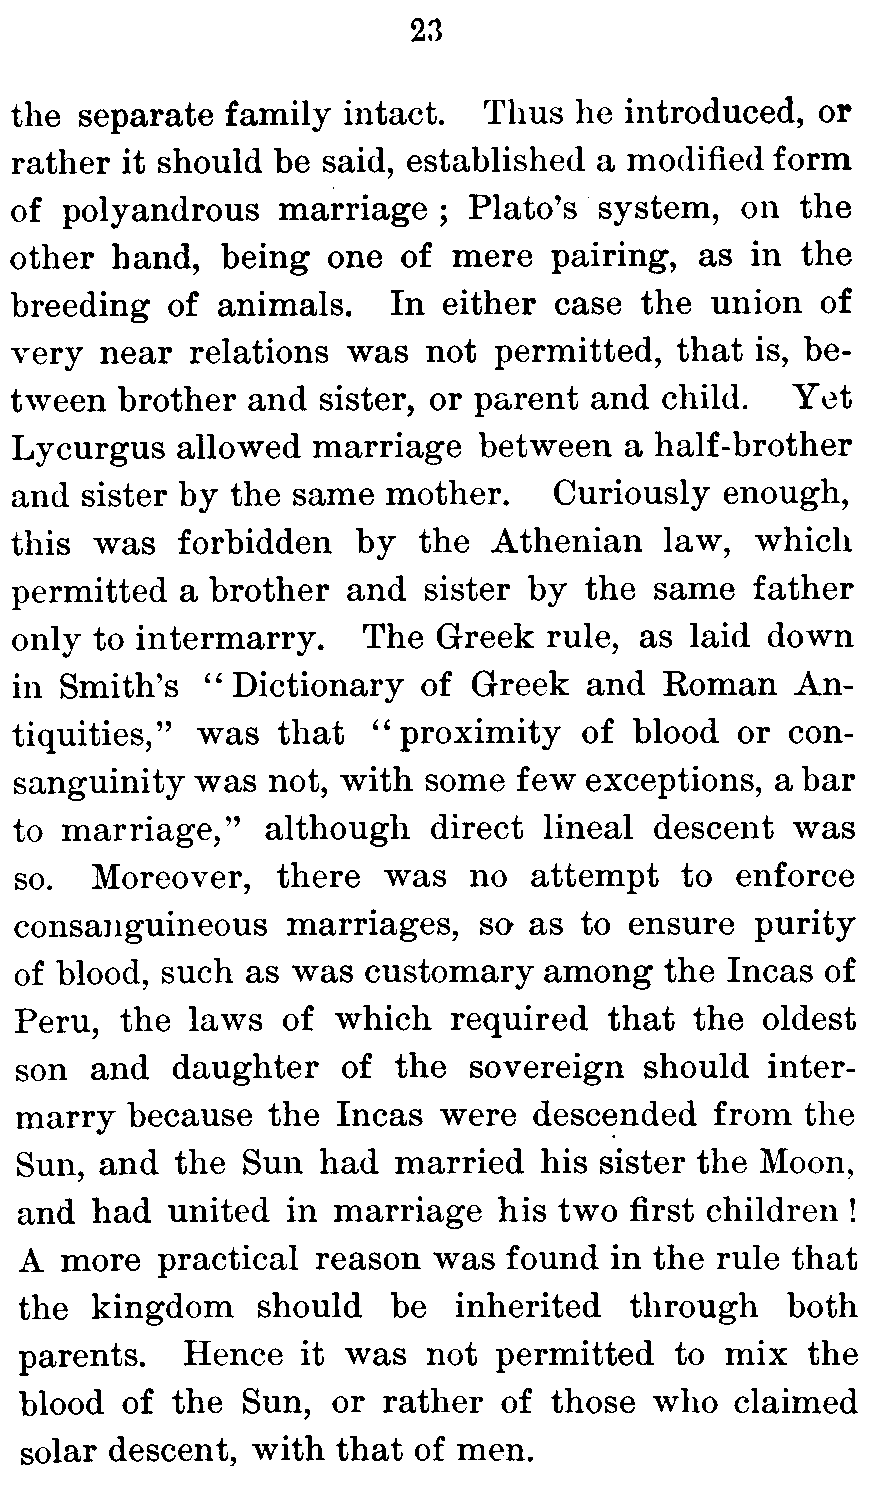 23
the separate family intact. Thus he introduced, or
rather it should be said, established a modified form
of polyandrous marriage ; Plato's system, on the
other hand, being one of mere pairing, as in the
breeding of animals. In either case the union of
very near relations was not permitted, that is, be-
tween brother and sister, or parent and child. Yet
Lycurgus allowed marriage between a half-brother
and sister by the same mother. Curiously enough,
this was forbidden by the Athenian law, which
permitted a brother and sister by the same father
only to intermarry. The Greek rule, as laid down
in Smith's “Dictionary of Greek and Roman An-
tiquities,” was that “proximity of blood or con-
sanguinity was not, with some few exceptions, a bar
to marriage,” although direct lineal descent was
so. Moreover, there was no attempt to enforce
consanguineous marriages, so as to ensure purity
of blood, such as was customary among the Incas of
Peru, the laws of which required that the oldest
son and daughter of the sovereign should inter-
marry because the Incas were descended from the
Sun, and the Sun had married his sister the Moon,
and had united in marriage his two first children !
A more practical reason was found in the rule that
the kingdom should be inherited through both
parents. Hence it was not permitted to mix the
blood of the Sun, or rather of those who claimed
solar descent, with that of men.